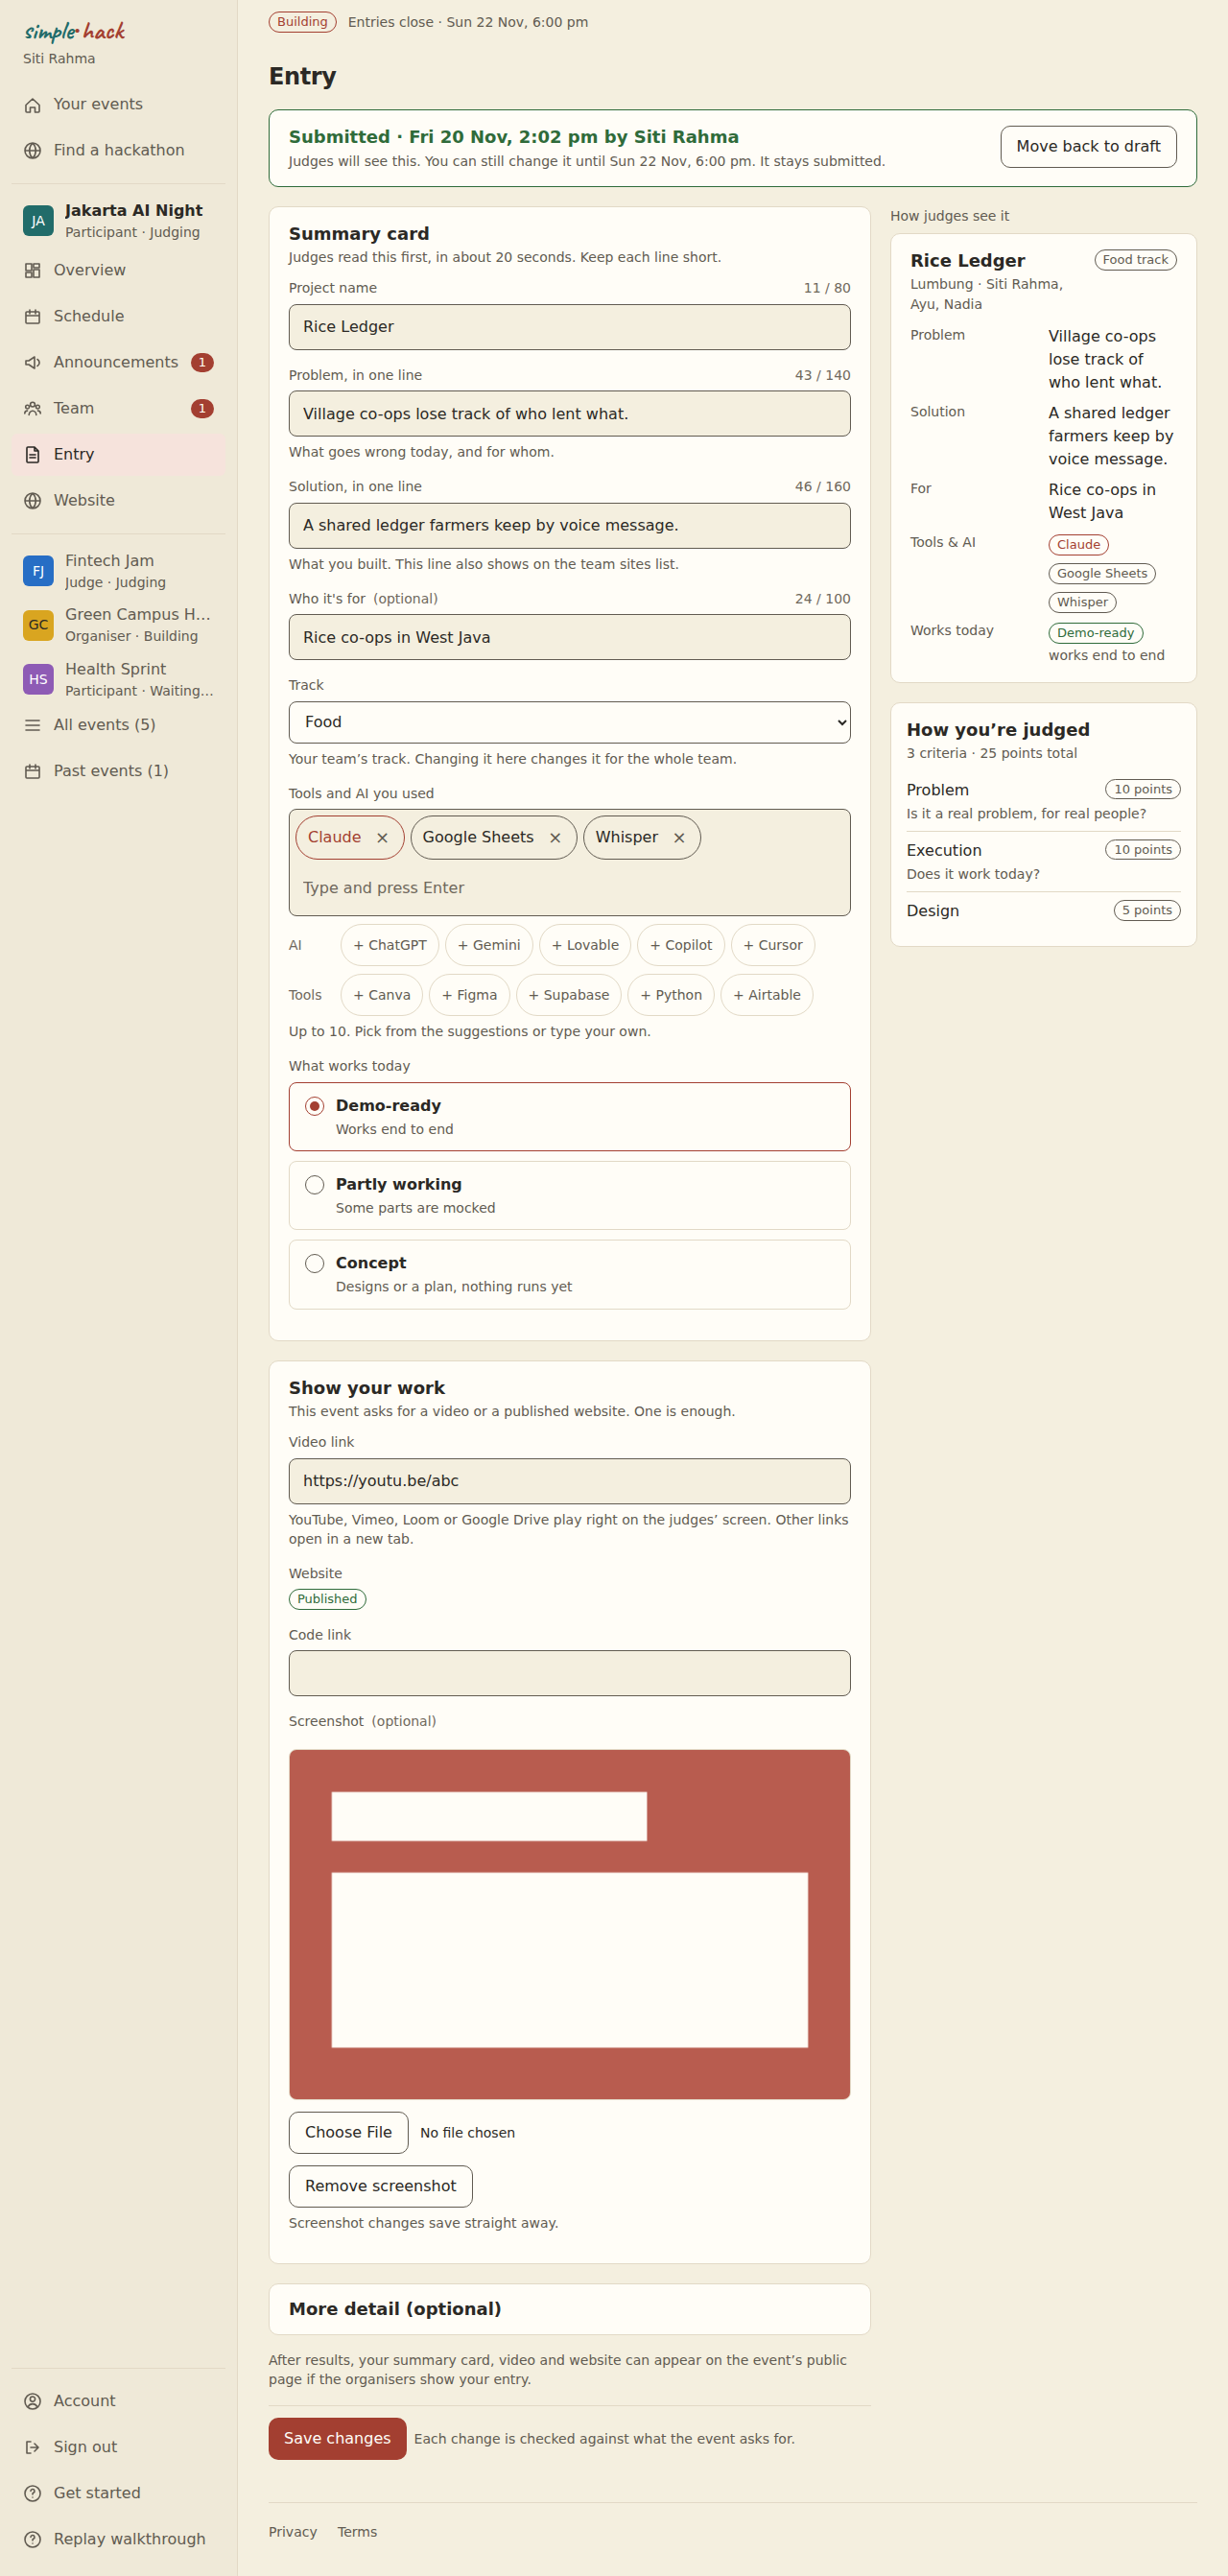 simple·hack
Siti Rahma
Your events
Find a hackathon
JA
Jakarta AI Night
Participant · Judging
Overview
Schedule
Announcements 1
Team 1
Entry
Website
FJ
Fintech Jam
Judge · Judging
GC
Green Campus H…
Organiser · Building
HS
Health Sprint
Participant · Waiting…
All events (5)
Past events (1)
Account
Sign out
Get started
Replay walkthrough
Building Entries close · Sun 22 Nov, 6:00 pm
Entry
Submitted · Fri 20 Nov, 2:02 pm by Siti Rahma
Judges will see this. You can still change it until Sun 22 Nov, 6:00 pm. It stays submitted.
Move back to draft
Summary card
Judges read this first, in about 20 seconds. Keep each line short.
Project name 11 / 80
Rice Ledger
Problem, in one line 43 / 140
Village co-ops lose track of who lent what.
What goes wrong today, and for whom.
Solution, in one line 46 / 160
A shared ledger farmers keep by voice message.
What you built. This line also shows on the team sites list.
Who it's for (optional) 24 / 100
Rice co-ops in West Java
Track
Food
Your team’s track. Changing it here changes it for the whole team.
Tools and AI you used
Claude × Google Sheets × Whisper ×
Type and press Enter
AI + ChatGPT + Gemini + Lovable + Copilot + Cursor
Tools + Canva + Figma + Supabase + Python + Airtable
Up to 10. Pick from the suggestions or type your own.
What works today
Demo-ready
Works end to end
Partly working
Some parts are mocked
Concept
Designs or a plan, nothing runs yet
Show your work
This event asks for a video or a published website. One is enough.
Video link
https://youtu.be/abc
YouTube, Vimeo, Loom or Google Drive play right on the judges’ screen. Other links
open in a new tab.
Website
Published
Code link
Screenshot (optional)
Choose File No file chosen
Remove screenshot
Screenshot changes save straight away.
More detail (optional)
After results, your summary card, video and website can appear on the event’s public
page if the organisers show your entry.
Save changes Each change is checked against what the event asks for.
How judges see it
Rice Ledger Food track
Lumbung · Siti Rahma,
Ayu, Nadia
Problem Village co-ops
lose track of
who lent what.
Solution A shared ledger
farmers keep by
voice message.
For Rice co-ops in
West Java
Tools & AI Claude
Google Sheets
Whisper
Works today Demo-ready
works end to end
How you’re judged
3 criteria · 25 points total
Problem 10 points
Is it a real problem, for real people?
Execution 10 points
Does it work today?
Design 5 points
Privacy Terms